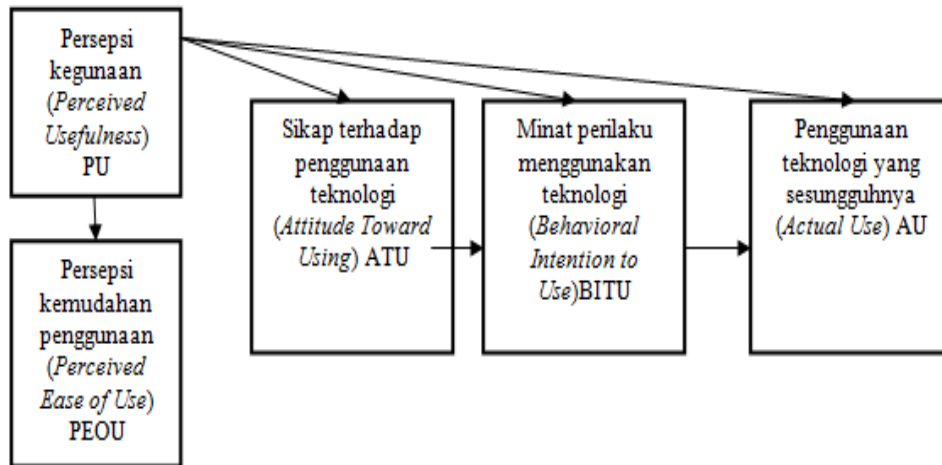 Persepsi
kegunaan
(Perceived
Usefulness)
PU
Persepsi
kemudahan
penggunaan
(Perceived
Ease of Use)
PEOU
Sikap terhadap
penggunaan
teknologi
(Attitude Toward
Using) ATU
Minat perilaku
menggunakan
teknologi
(Behavioral
Intention to
Use)BITU
Penggunaan
teknologi yang
sesungguhnya
(Actual Use) AU